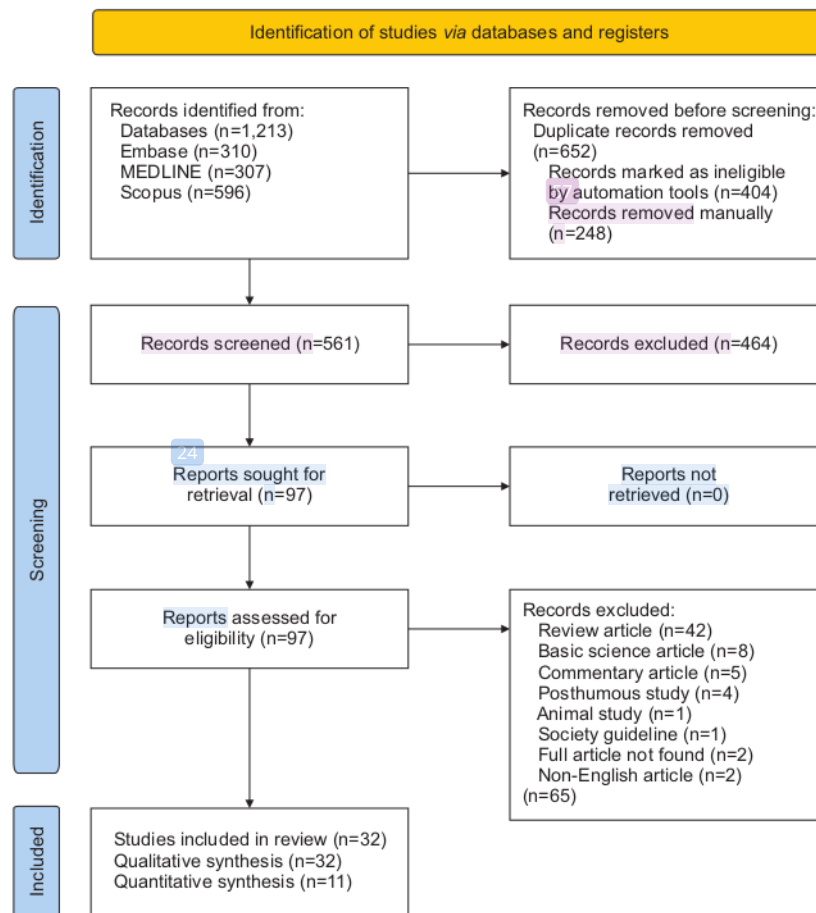 Identification of studies via databases and registers
Identification
Records identified from:
Databases (n=1,213)
Embase (n=310)
MEDLINE (n=307)
Scopus (n=596)
Records removed before screening:
Duplicate records removed
(n=652)
Records marked as ineligible
by automation tools (n=404)
Records removed manually
(n=248)
Screening
Records screened (n=561)
Records excluded (n=464)
24
Reports sought for
retrieval (n=97)
Reports not
retrieved (n=0)
Reports assessed for
eligibility (n=97)
Records excluded:
Review article (n=42)
Basic science article (n=8)
Commentary article (n=5)
Posthumous study (n=4)
Animal study (n=1)
Society guideline (n=1)
Full article not found (n=2)
Non-English article (n=2)
(n=65)
Included
Studies included in review (n=32)
Qualitative synthesis (n=32)
Quantitative synthesis (n=11)